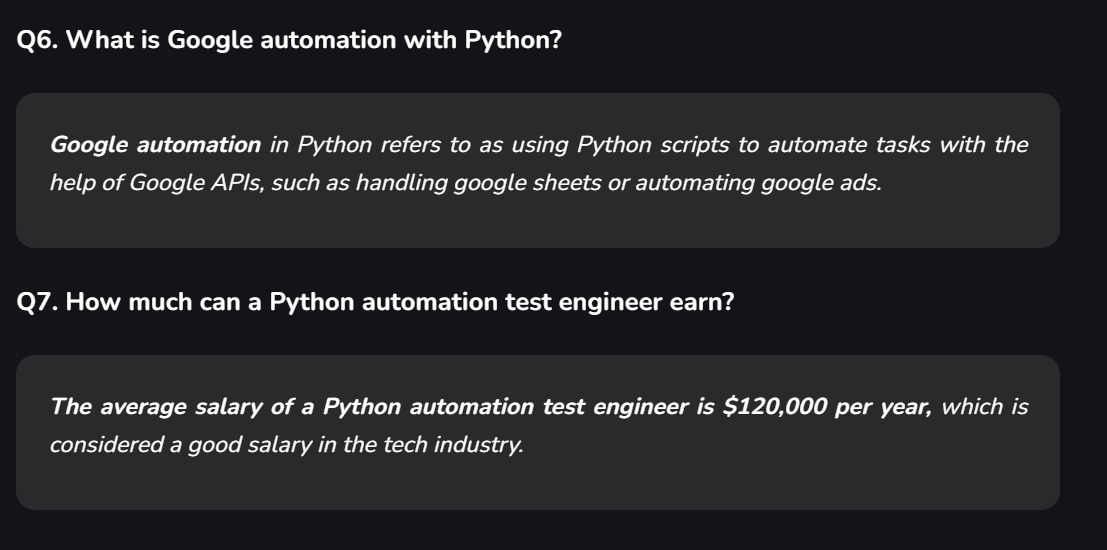 Q6. What is Google automation with Python?
Google automation in Python refers to as using Python scripts to automate tasks with the
help of Google APIs, such as handling google sheets or automating google ads.
Q7. How much can a Python automation test engineer earn?
The average salary of a Python automation test engineer is $120,000 per year, which is
considered a good salary in the tech industry.